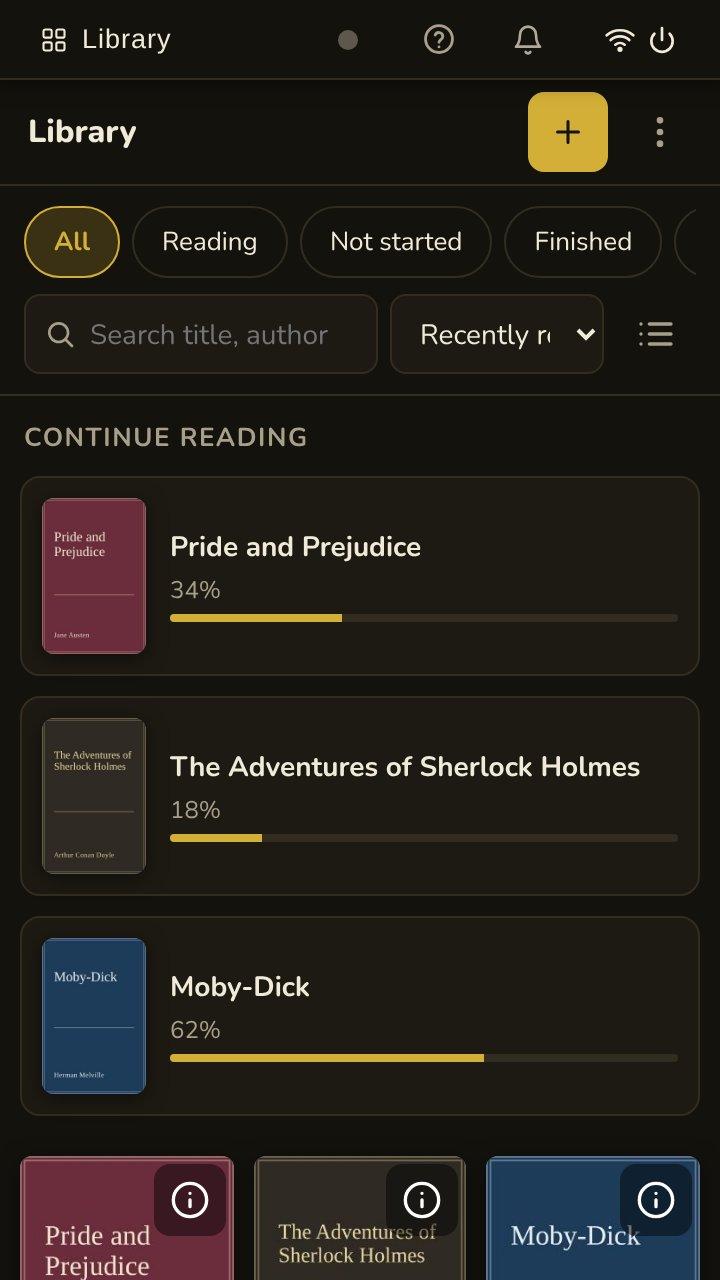 Library
Library
All
Reading
Not started
Finished
Search title, author
Recently
CONTINUE READING
Pride and
Prejudice
Jane Austen
Pride and Prejudice
34%
The Adventures of
Sherlock Holmes
Arthur Conan Doyle
The Adventures of Sherlock Holmes
18%
Moby-Dick
Herman Melville
Moby-Dick
62%
Pride and
Prejudice
The Adventures of
Sherlock Holmes
Moby-Dick